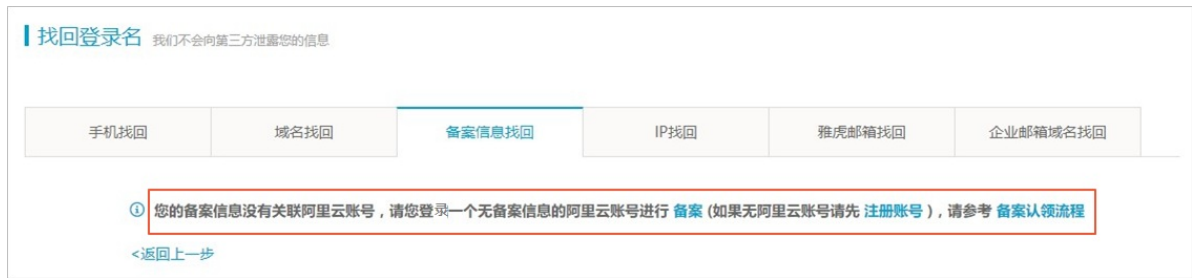 找回登录名 我们不会向第三方泄露您的信息
手机找回 域名找回 备案信息找回 IP找回 雅虎邮箱找回 企业邮箱域名找回
您的备案信息没有关联阿里云账号，请您登录一个无备案信息的阿里云账号进行 备案 (如果无阿里云账号请先 注册账号 )，请参考 备案认领流程
<返回上一步